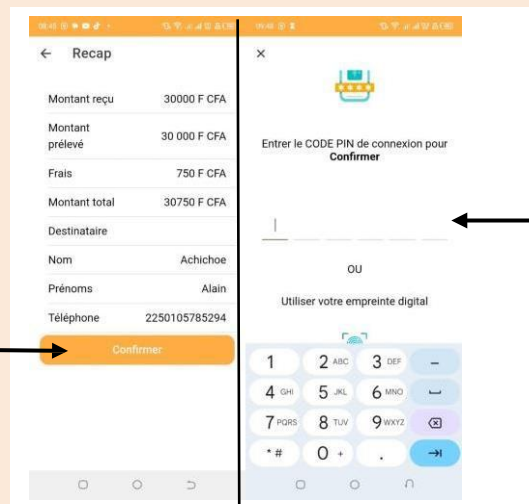 Recap
Montant reçu 30000 F CFA
Montant
prélevé 30 000 F CFA
Frais 750 F CFA
Montant total 30750 F CFA
Destinataire
Nom Achichoe
Prénoms Alain
Téléphone 2250105785294
Confirmer
Entrer le CODE PIN de connexion pour
Confirmer
OU
Utiliser votre empreinte digital
1 2 ABC 3 DEF -
4 GHI 5 JKL 6 MNO
7 PQRS 8 TUV 9 WXYZ
* # 0 + .